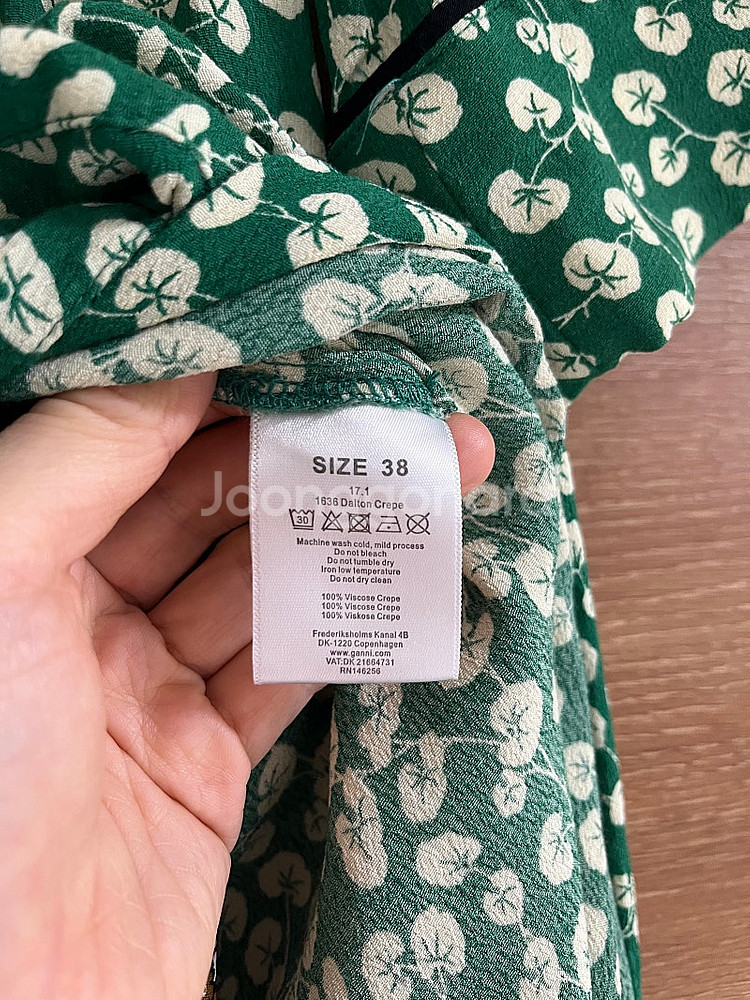 SIZE 38
17.1
1636 Dalton Crepe
30
Machine wash cold, mild process
Do not bleach
Do not tumble dry
Iron low temperature
Do not dry clean
100% Viscose Crepe
100% Viscose Crepe
100% Viskose Crepe
Frederiksholms Kanal 4B
DK-1220 Copenhagen
www.ganni.com
VAT:DK 21664731
RN146256